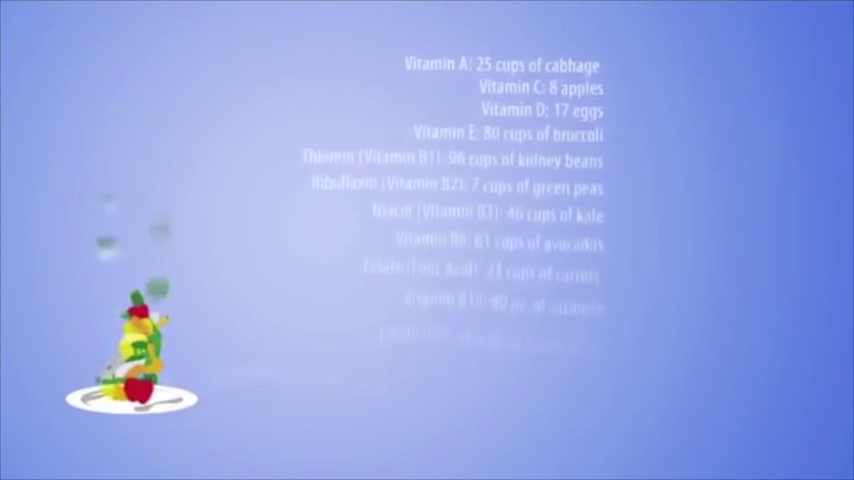 Vitamin A: 25 cups of cabbage
Vitamin C: 8 apples
Vitamin D: 17 eggs
Vitamin E: 80 cups of broccoli
Thiamin (Vitamin B1): 96 cups of kidney beans
Riboflavin (Vitamin B2): 7 cups of green peas
Niacin (Vitamin B3): 46 cups of kale
Vitamin B6: 61 cups of avocados
Folate (Folic Acid): 21 cups of carrots
Vitamin B12: